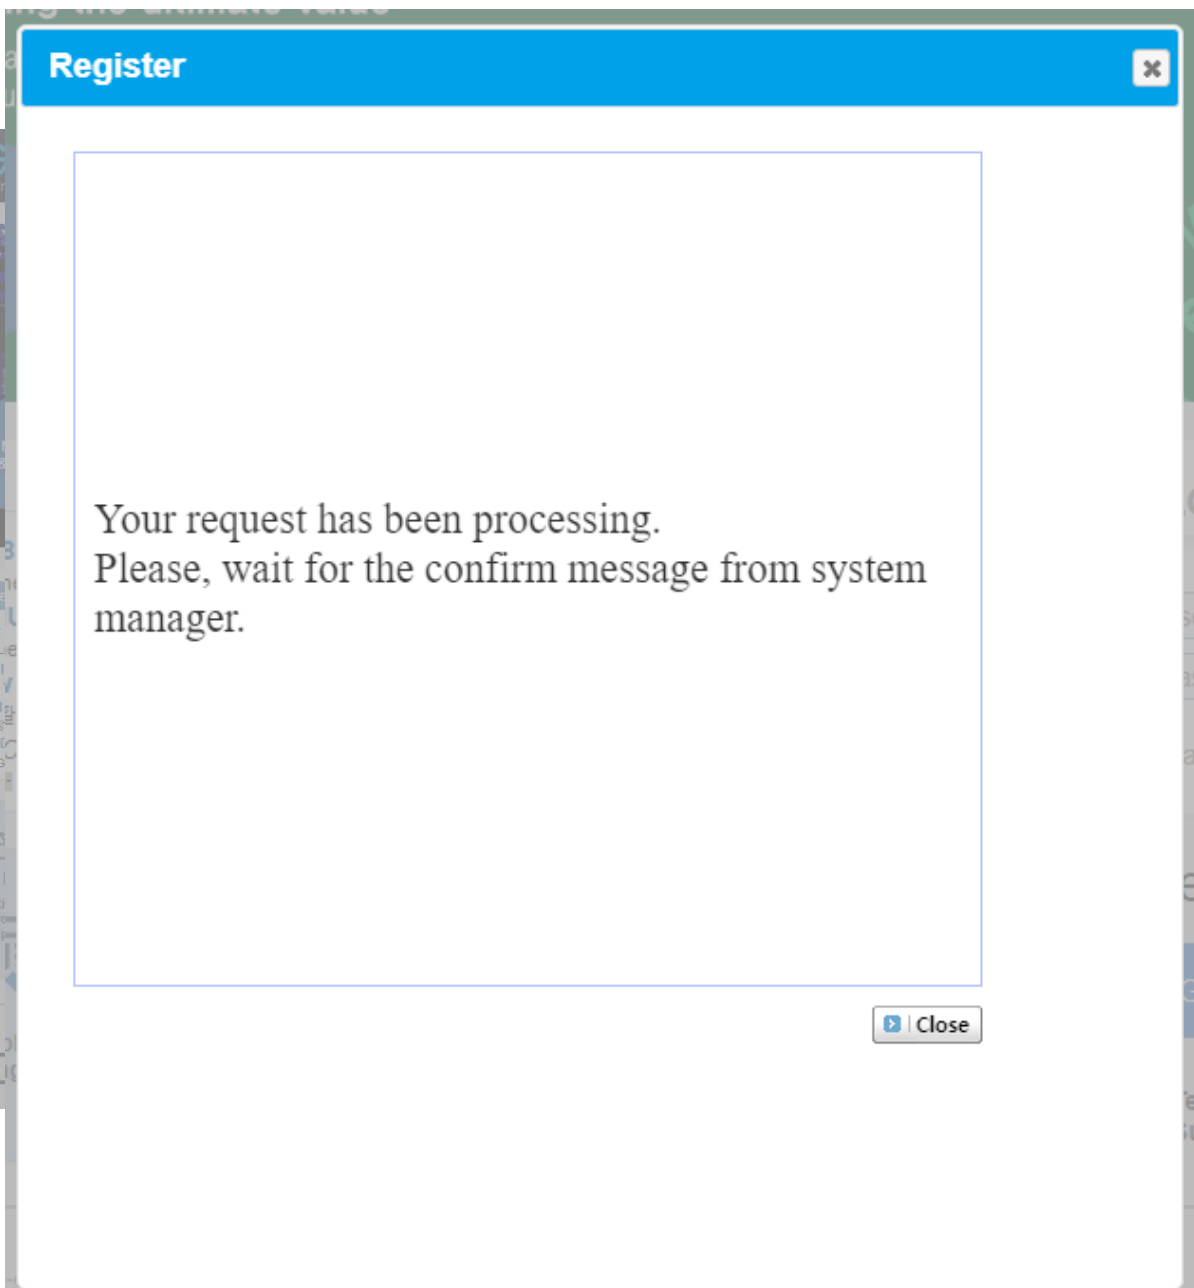 Register
Your request has been processing.
Please, wait for the confirm message from system
manager.
Close